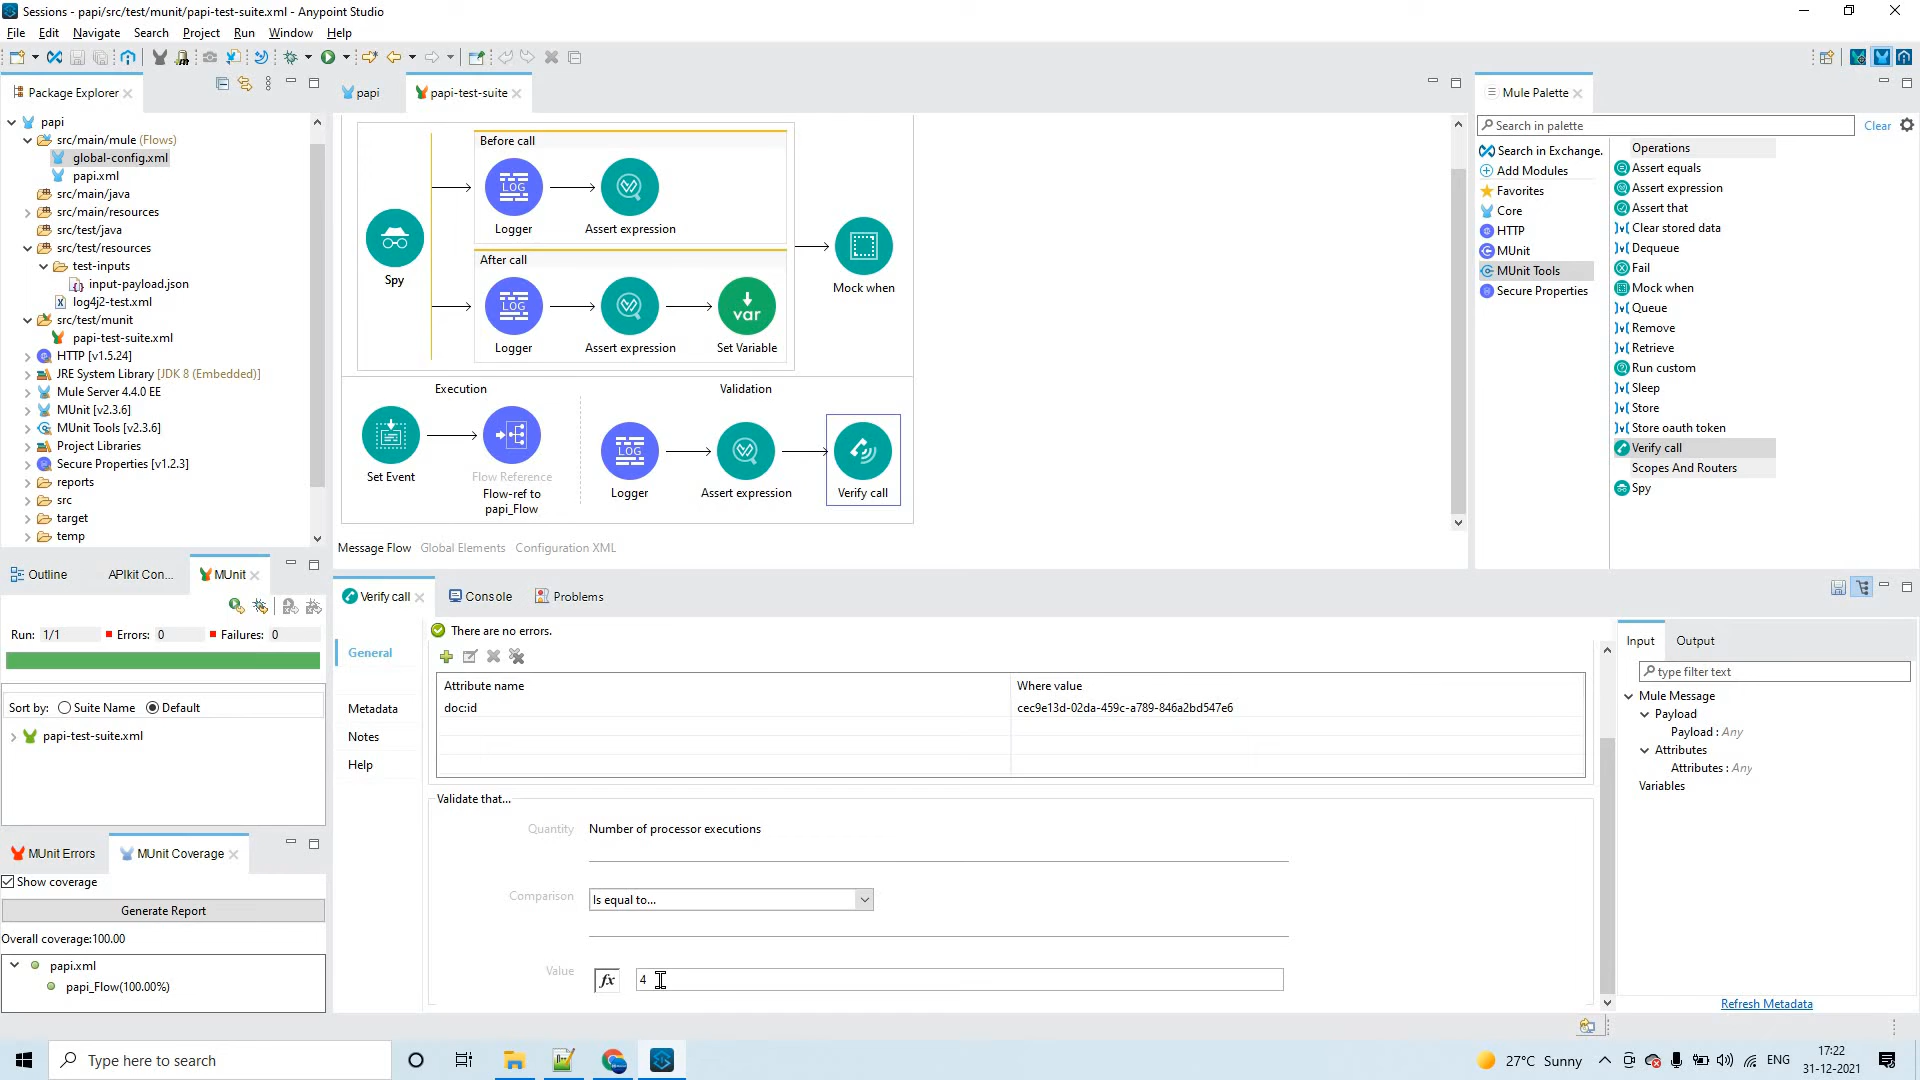 Sessions - papi/src/test/munit/papi-test-suite.xml - Anypoint Studio
File Edit Navigate Search Project Run Window Help
Package Explorer
papi
src/main/mule (Flows)
global-config.xml
papi.xml
src/main/java
src/main/resources
src/test/java
src/test/resources
test-inputs
input-payload.json
log4j2-test.xml
src/test/munit
papi-test-suite.xml
HTTP [v1.5.24]
JRE System Library [JDK 8 (Embedded)]
Mule Server 4.4.0 EE
MUnit [v2.3.6]
MUnit Tools [v2.3.6]
Project Libraries
Secure Properties [v1.2.3]
reports
src
target
temp
papi papi-test-suite
Before call
LOG
Logger Assert expression
Spy
After call
LOG var
Logger Assert expression Set Variable
Mock when
Execution Validation
LOG
Set Event
Flow Reference
Flow-ref to
papi_Flow
Logger Assert expression Verify call
Message Flow Global Elements Configuration XML
Mule Palette
Search in palette Clear
Search in Exchange.
Add Modules
Favorites
Core
HTTP
MUnit
MUnit Tools
Secure Properties
Operations
Assert equals
Assert expression
Assert that
Clear stored data
Dequeue
Fail
Mock when
Queue
Remove
Retrieve
Run custom
Sleep
Store
Store oauth token
Verify call
Scopes And Routers
Spy
Outline APIkit Con... MUnit
Run: 1/1 Errors: 0 Failures: 0
Sort by: Suite Name Default
papi-test-suite.xml
MUnit Errors MUnit Coverage
Show coverage
Generate Report
Overall coverage:100.00
papi.xml
papi_Flow(100.00%)
Verify call Console Problems
There are no errors.
General
Metadata
Notes
Help
Attribute name Where value
doc:id cec9e13d-02da-459c-a789-846a2bd547e6
Validate that...
Quantity Number of processor executions
Comparison Is equal to...
Value fx 4
Input Output
type filter text
Mule Message
Payload
Payload : Any
Attributes
Attributes : Any
Variables
Refresh Metadata
Type here to search
27°C Sunny ENG
17:22
31-12-2021